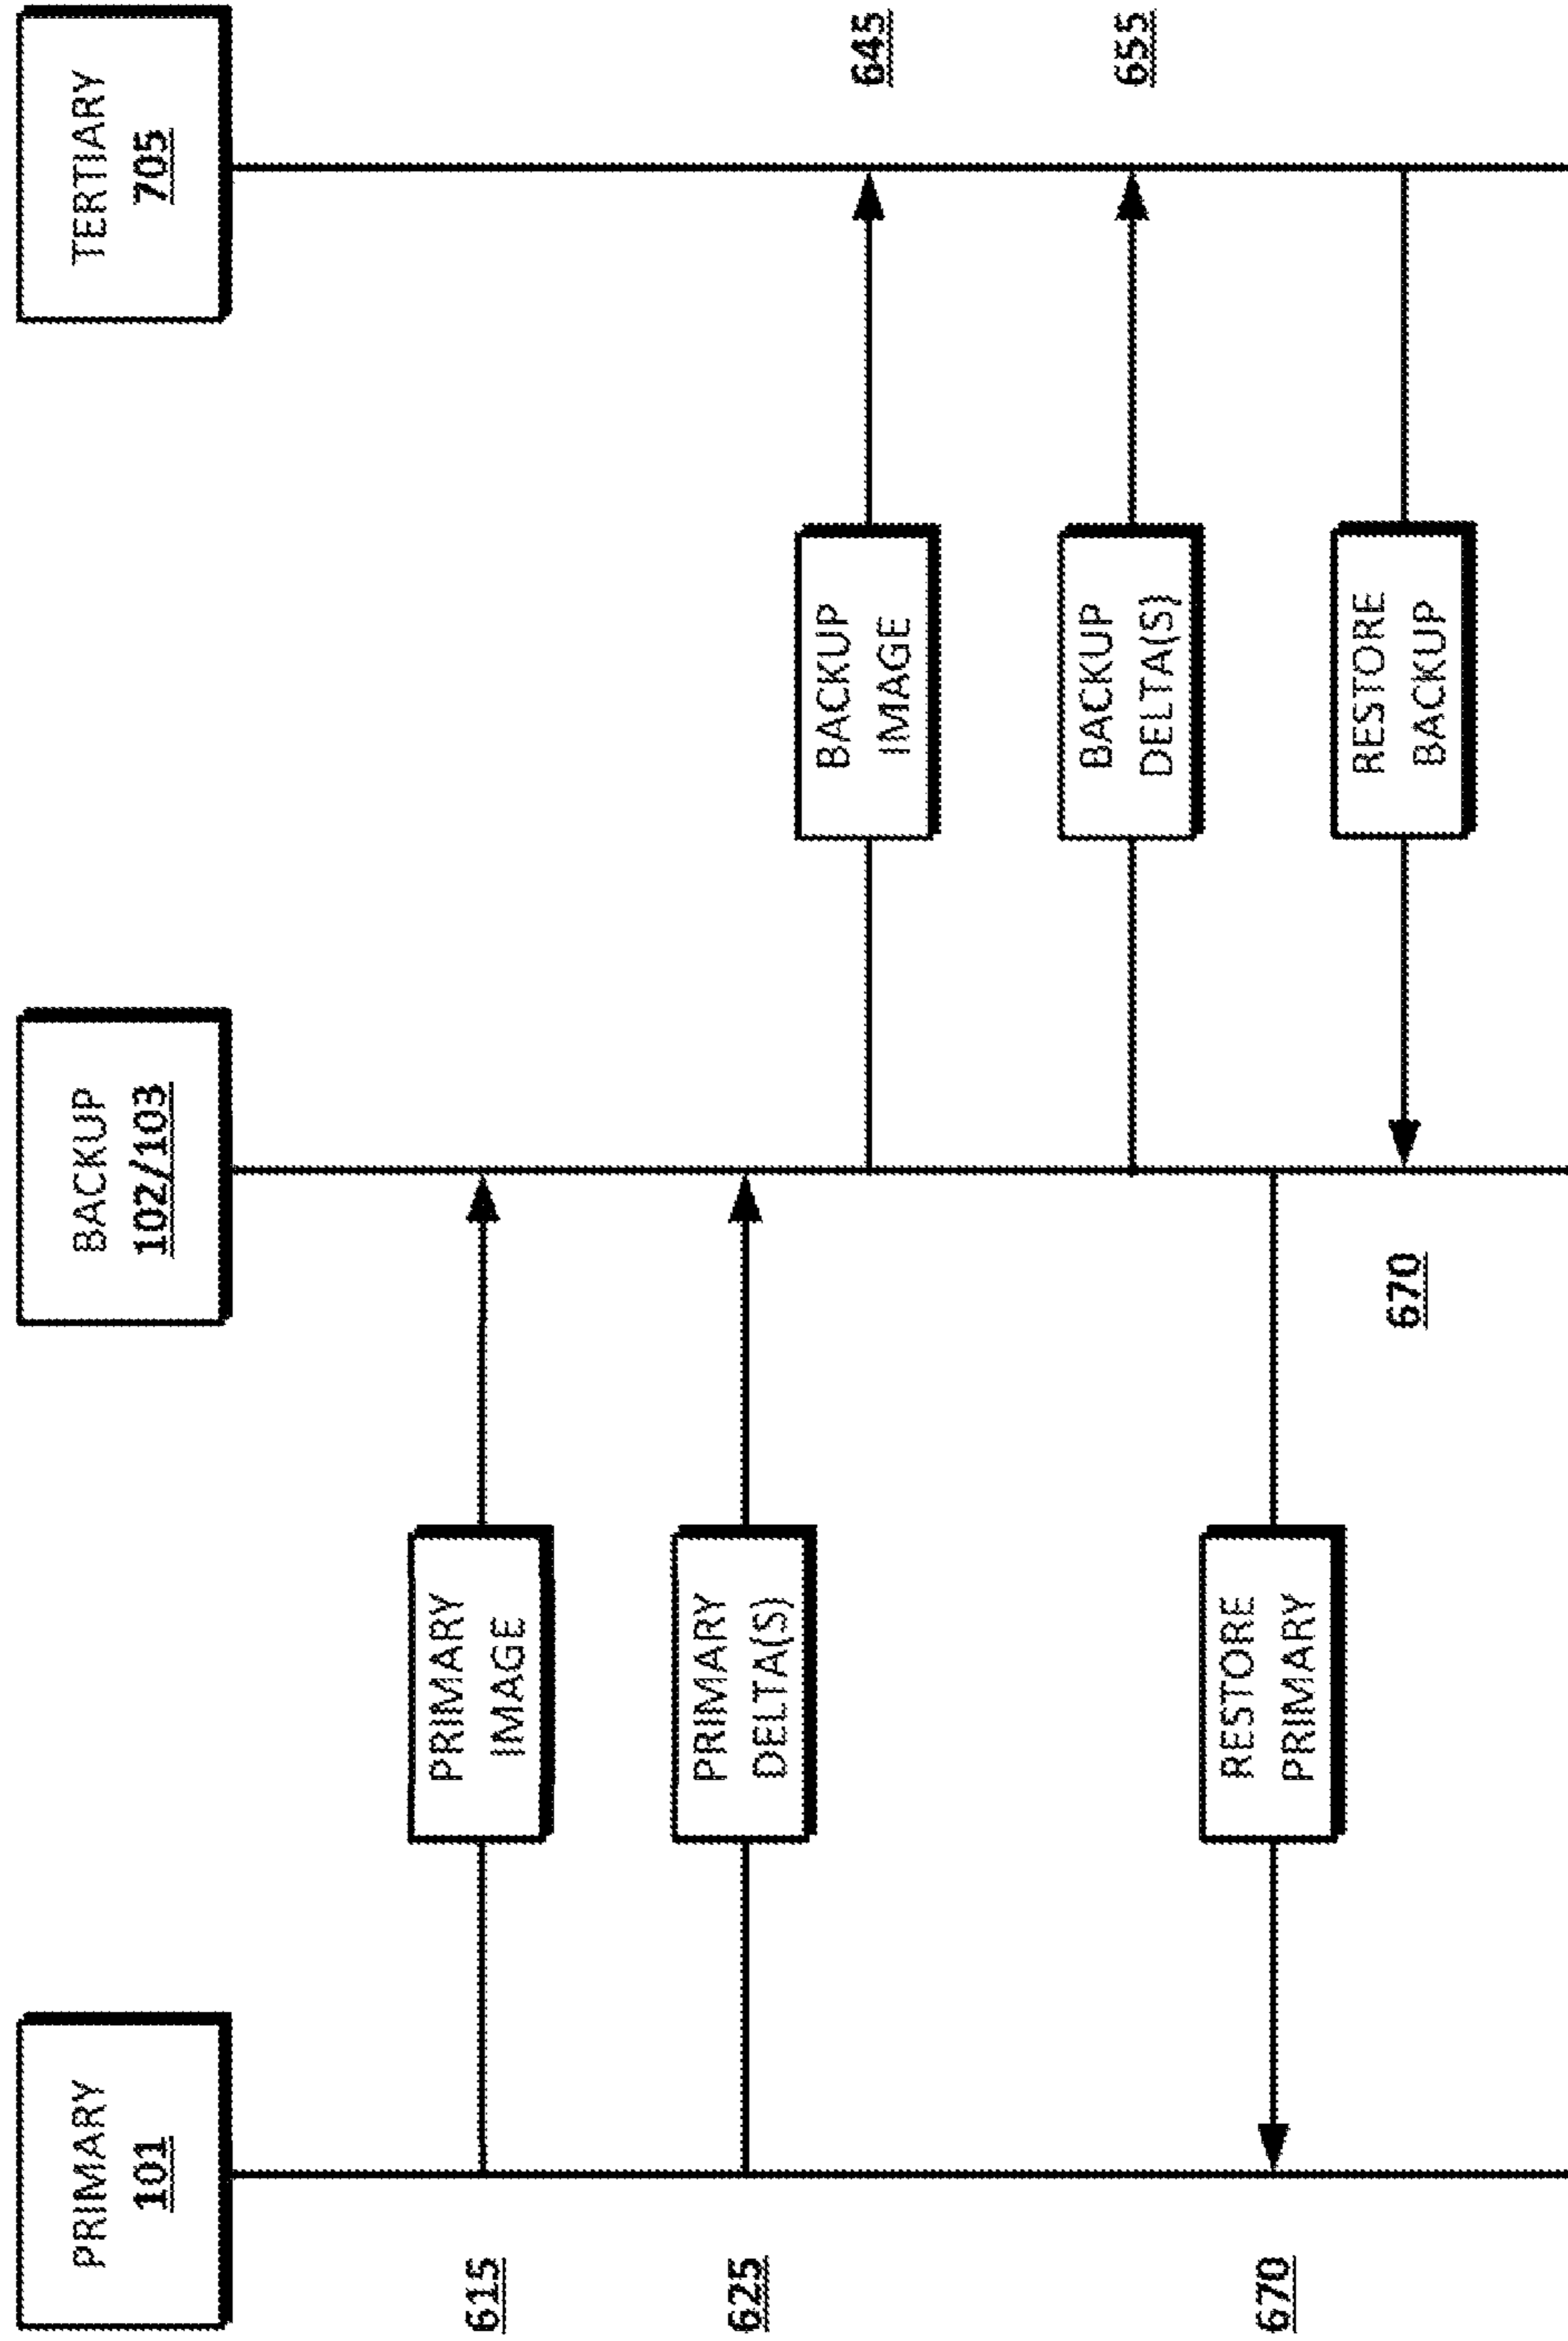 PRIMARY
101
BACKUP
102/103
TERTIARY
705
615
PRIMARY
IMAGE
625
PRIMARY
DELTA(S)
BACKUP
IMAGE
645
BACKUP
DELTA(S)
655
670
RESTORE
PRIMARY
670
RESTORE
BACKUP